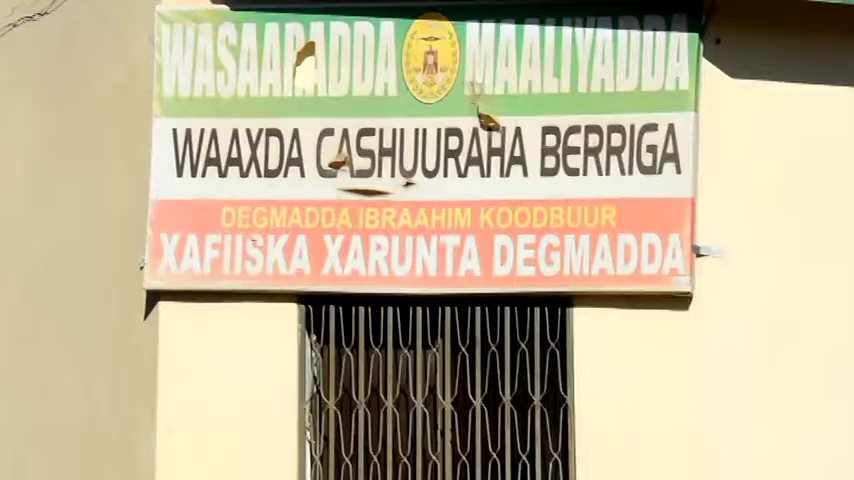 WASAARADDA MAALIYADDA
WAAXDA CASHUURAHA BERRIGA
DEGMADDA IBRAAHIM KOODBUUR
XAFIISKA XARUNTA DEGMADDA